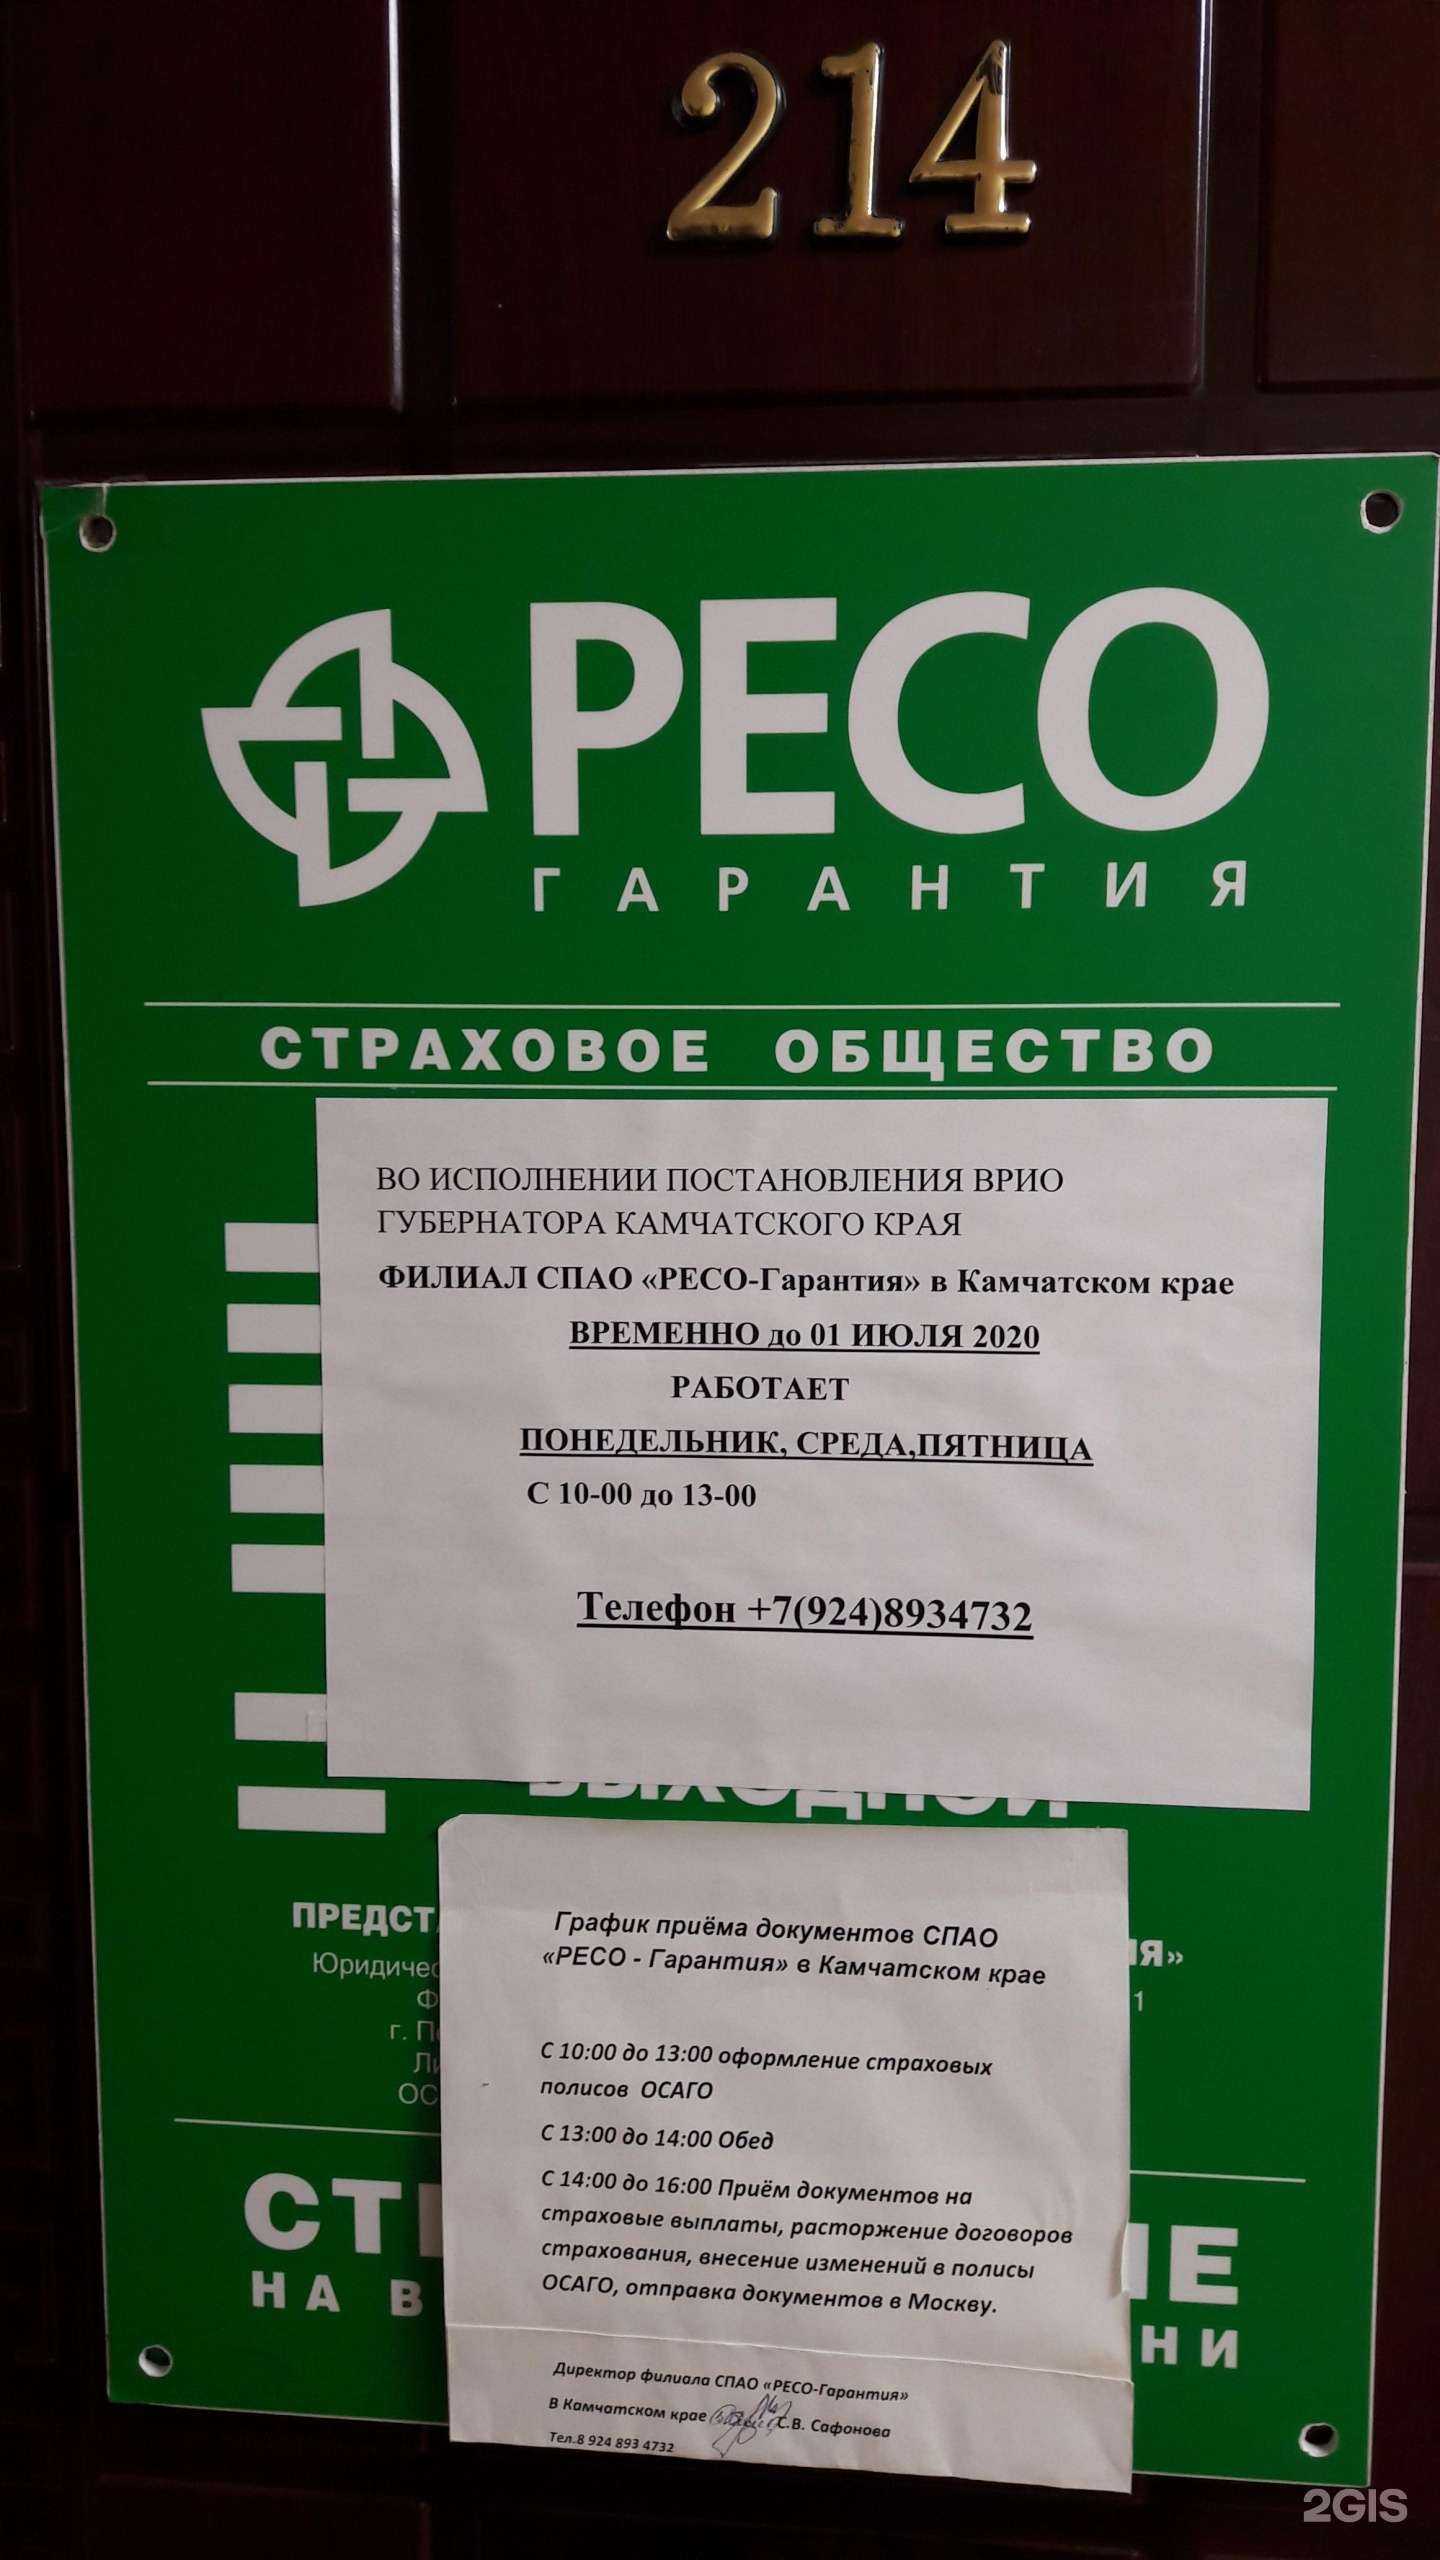 214
РЕСО
ГАРАНТИЯ
СТРАХОВОЕ ОБЩЕСТВО
ВО ИСПОЛНЕНИИ ПОСТАНОВЛЕНИЯ ВРИО
ГУБЕРНАТОРА КАМЧАТСКОГО КРАЯ
ФИЛИАЛ СПАО «РЕСО-Гарантия» в Камчатском крае
ВРЕМЕННО до 01 ИЮЛЯ 2020
РАБОТАЕТ
ПОНЕДЕЛЬНИК, СРЕДА,ПЯТНИЦА
С 10-00 до 13-00
Телефон +7(924)8934732
ВЫХОДНОЙ
График приёма документов СПАО
«РЕСО - Гарантия» в Камчатском крае
С 10:00 до 13:00 оформление страховых
полисов ОСАГО
С 13:00 до 14:00 Обед
С 14:00 до 16:00 Приём документов на
страховые выплаты, расторжение договоров
страхования, внесение изменений в полисы
ОСАГО, отправка документов в Москву.
Директор филиала СПАО «РЕСО-Гарантия»
В Камчатском крае С.В. Сафонова
Тел.8 924 893 4732
2GIS